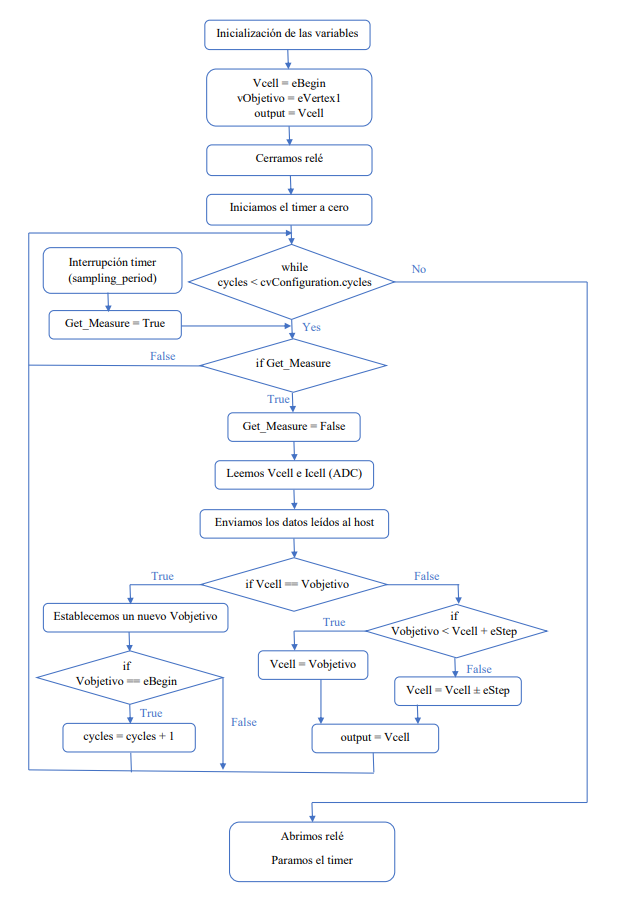 Inicialización de las variables
Vcell = eBegin
vObjetivo = eVertex1
output = Vcell
Cerramos relé
Iniciamos el timer a cero
Interrupción timer
(sampling_period)
while
cycles < cvConfiguration.cycles
No
Get_Measure = True
Yes
False
if Get_Measure
True
Get_Measure = False
Leemos Vcell e Icell (ADC)
Enviamos los datos leídos al host
True
if Vcell == Vobjetivo
False
Establecemos un nuevo Vobjetivo
True
if
Vobjetivo < Vcell + eStep
if
Vobjetivo == eBegin
Vcell = Vobjetivo
False
Vcell = Vcell ± eStep
True
False
cycles = cycles + 1
output = Vcell
Abrimos relé
Paramos el timer